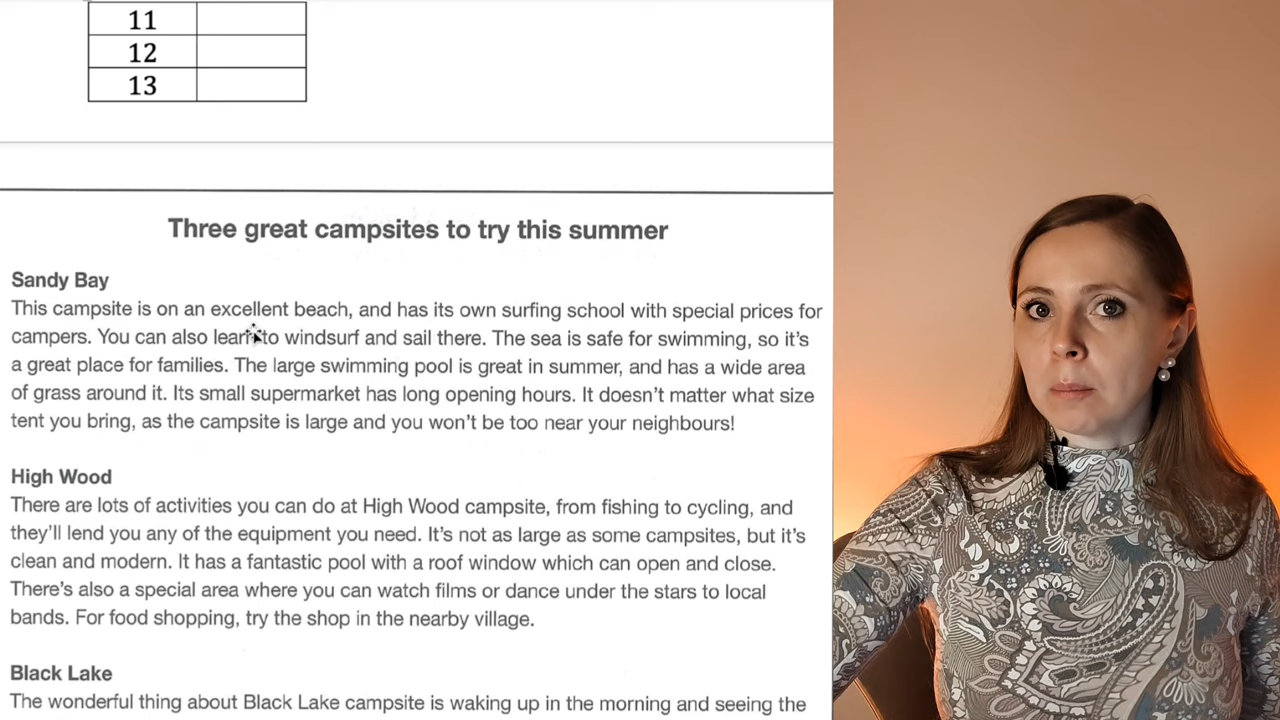 11
12
13
Three great campsites to try this summer
Sandy Bay
This campsite is on an excellent beach, and has its own surfing school with special prices for
campers. You can also learn to windsurf and sail there. The sea is safe for swimming, so it's
a great place for families. The large swimming pool is great in summer, and has a wide area
of grass around it. Its small supermarket has long opening hours. It doesn't matter what size
tent you bring, as the campsite is large and you won't be too near your neighbours!
High Wood
There are lots of activities you can do at High Wood campsite, from fishing to cycling, and
they'll lend you any of the equipment you need. It's not as large as some campsites, but it's
clean and modern. It has a fantastic pool with a roof window which can open and close.
There's also a special area where you can watch films or dance under the stars to local
bands. For food shopping, try the shop in the nearby village.
Black Lake
The wonderful thing about Black Lake campsite is waking up in the morning and seeing the